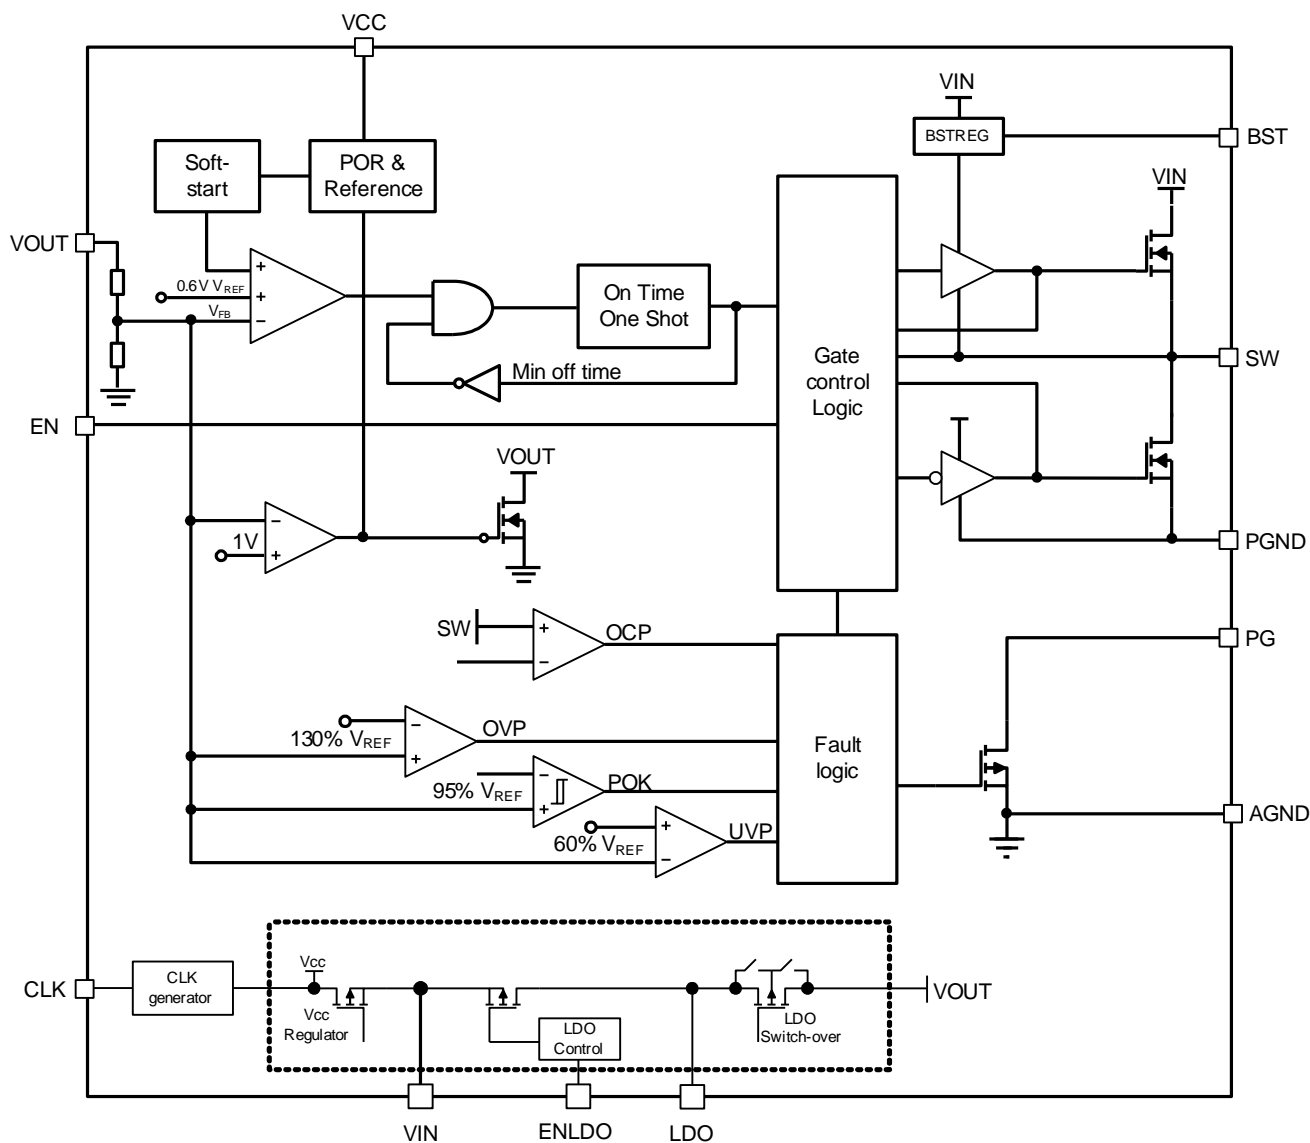 VCC
VIN
BSTREG
BST
Soft-
start
POR &
Reference
VIN
VOUT
+
0.6V VREF
+
VFB
−
On Time
One Shot
Min off time
Gate
control
Logic
SW
EN
VOUT
−
1V
+
PGND
SW
+
−
OCP
PG
−
130% VREF
+
OVP
Fault
logic
−
95% VREF
+
POK
+
60% VREF
−
UVP
AGND
CLK
CLK
generator
Vcc
Vcc
Regulator
LDO
Control
LDO
Switch-over
VOUT
VIN
ENLDO
LDO